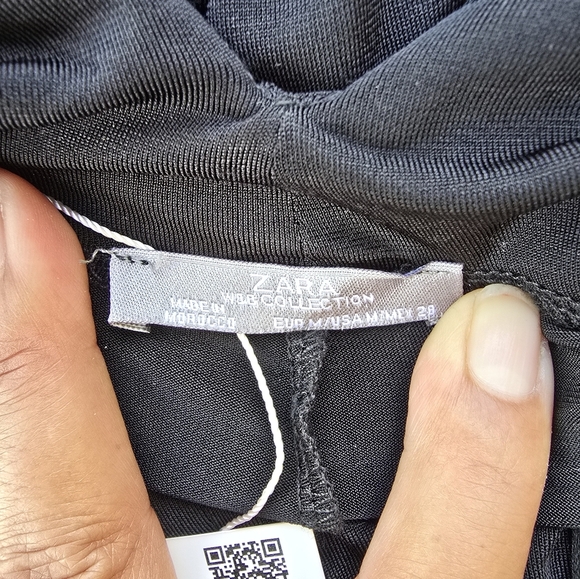 ZARA
W&B COLLECTION
MADE IN
MOROCCO
EUR M/USA M/MEX 28